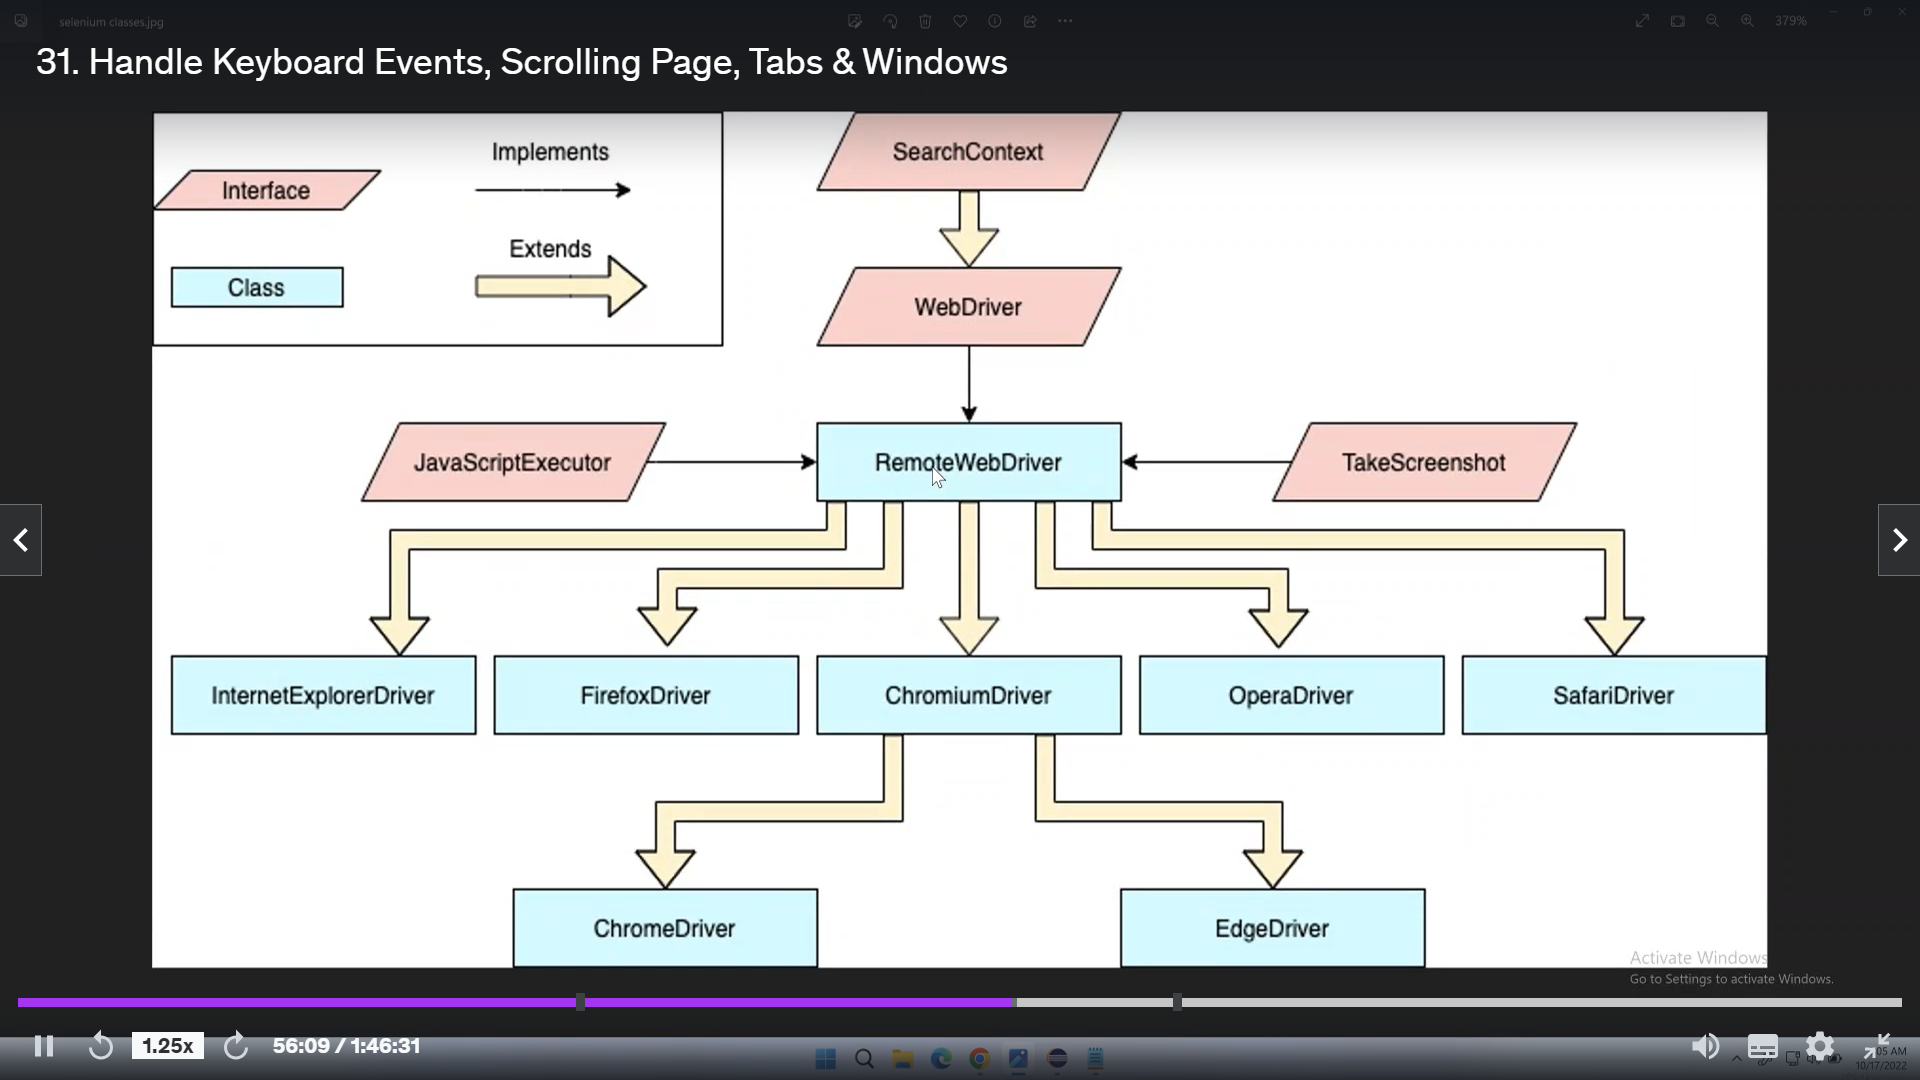 selenium classes.jpg
379%
31. Handle Keyboard Events, Scrolling Page, Tabs & Windows
Implements
SearchContext
Interface
Extends
Class
WebDriver
JavaScriptExecutor
RemoteWebDriver
TakeScreenshot
InternetExplorerDriver
FirefoxDriver
ChromiumDriver
OperaDriver
SafariDriver
ChromeDriver
EdgeDriver
Activate Windows
Go to Settings to activate Windows.
1.25x
56:09 / 1:46:31
05 AM
10/17/2022